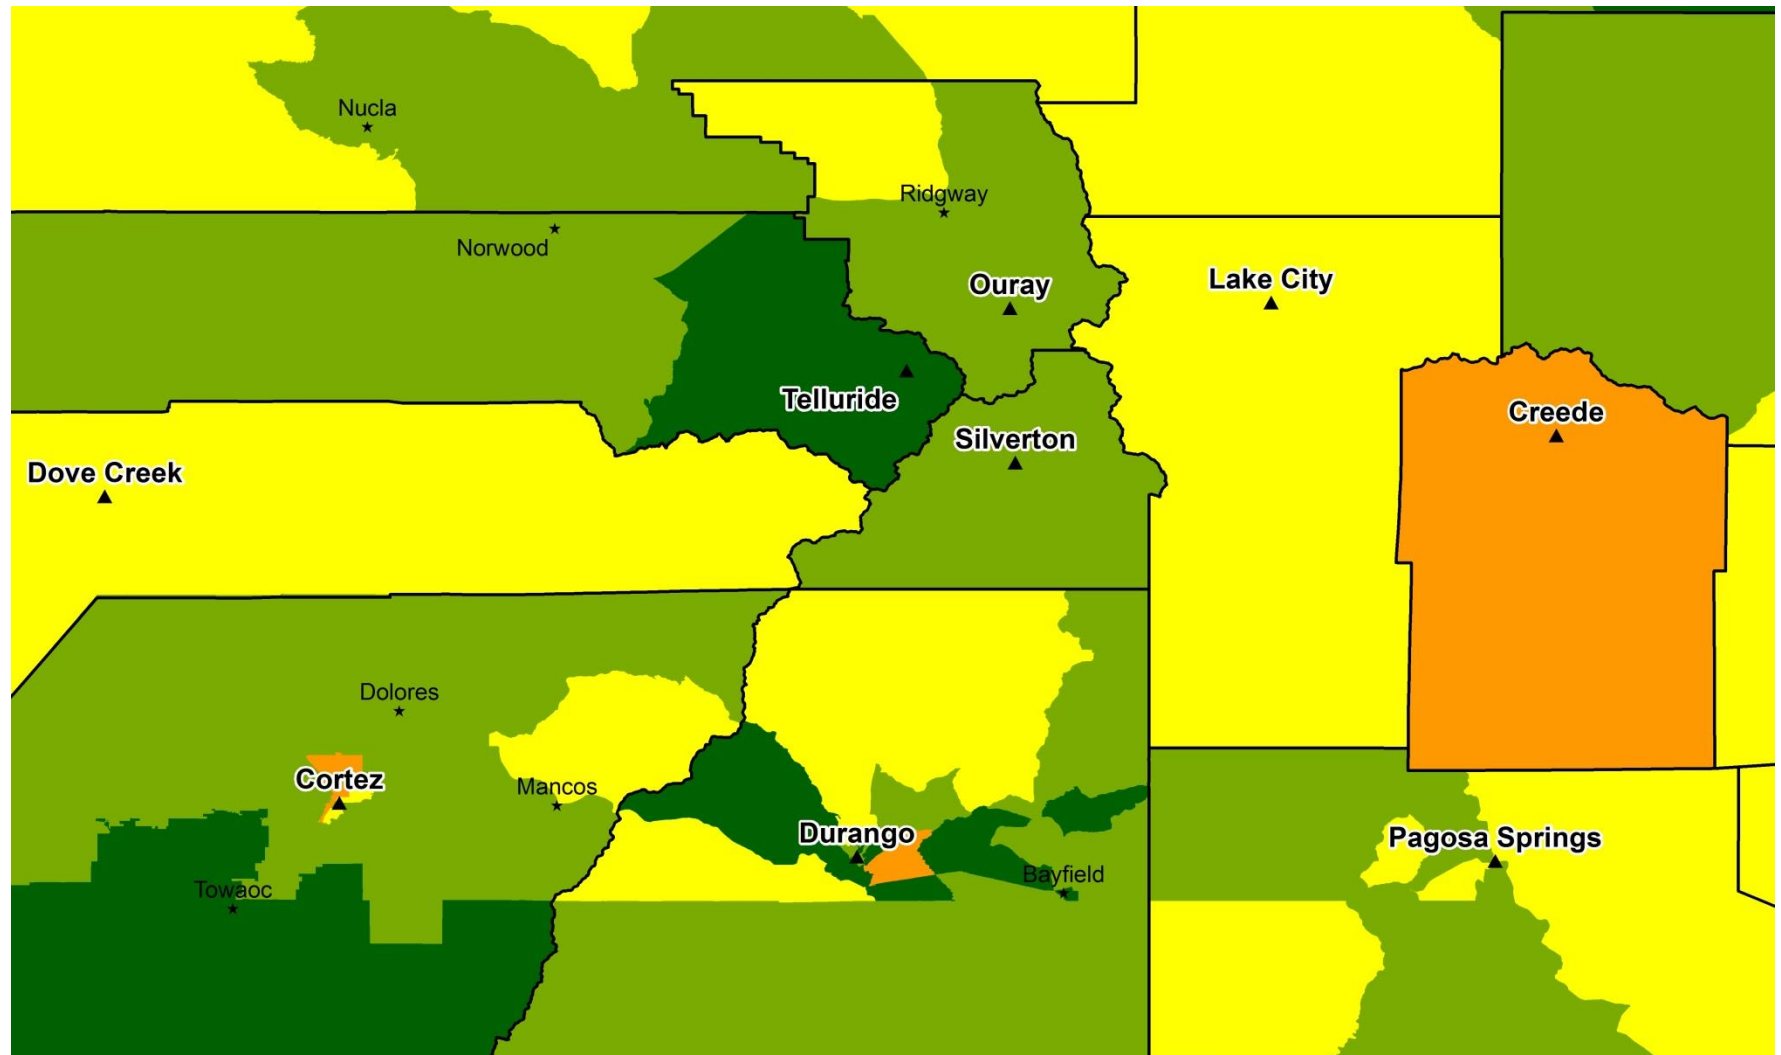 Nucla
Ridgway
Norwood
Ouray
Lake City
Telluride
Creede
Silverton
Dove Creek
Dolores
Cortez
Mancos
Durango
Pagosa Springs
Bayfield
Towaoc